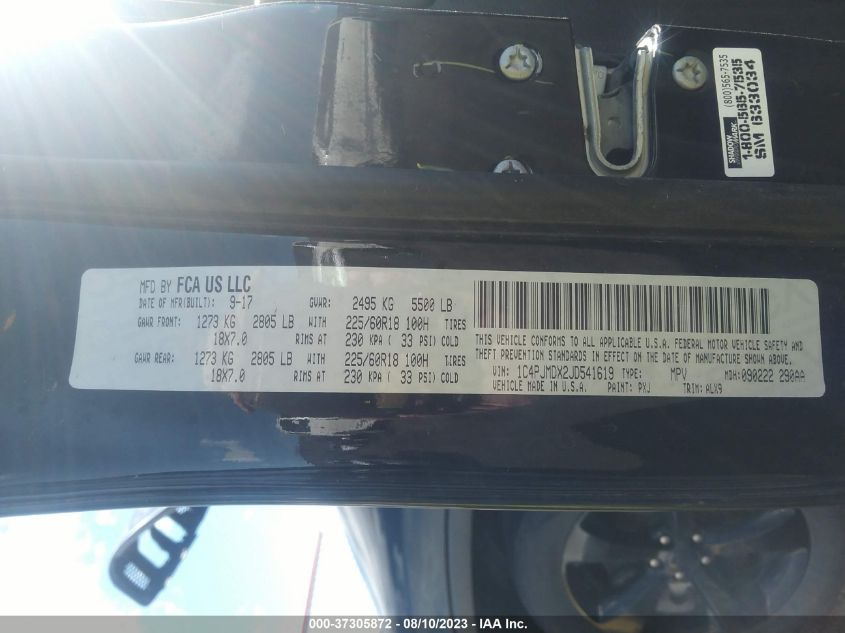 (800)565-7535
SHADOW MARK
1-800-565-7535
SM 633034
MFD BY FCA US LLC
DATE OF MFR(BUILT): 9-17 GVWR: 2495 KG 5500 LB
GAWR FRONT: 1273 KG 2805 LB WITH 225/60R18 100H TIRES
18X7.0 RIMS AT 230 KPA ( 33 PSI) COLD
GAWR REAR: 1273 KG 2805 LB WITH 225/60R18 100H TIRES
18X7.0 RIMS AT 230 KPA ( 33 PSI) COLD
THIS VEHICLE CONFORMS TO ALL APPLICABLE U.S.A. FEDERAL MOTOR VEHICLE SAFETY AND
THEFT PREVENTION STANDARDS IN EFFECT ON THE DATE OF MANUFACTURE SHOWN ABOVE.
VIN: 1C4PJMDX2JD541619 TYPE: MPV MDH: 090222 290AA
VEHICLE MADE IN U.S.A. PAINT: PXJ TRIM: ALX9
000-37305872 - 08/10/2023 - IAA Inc.